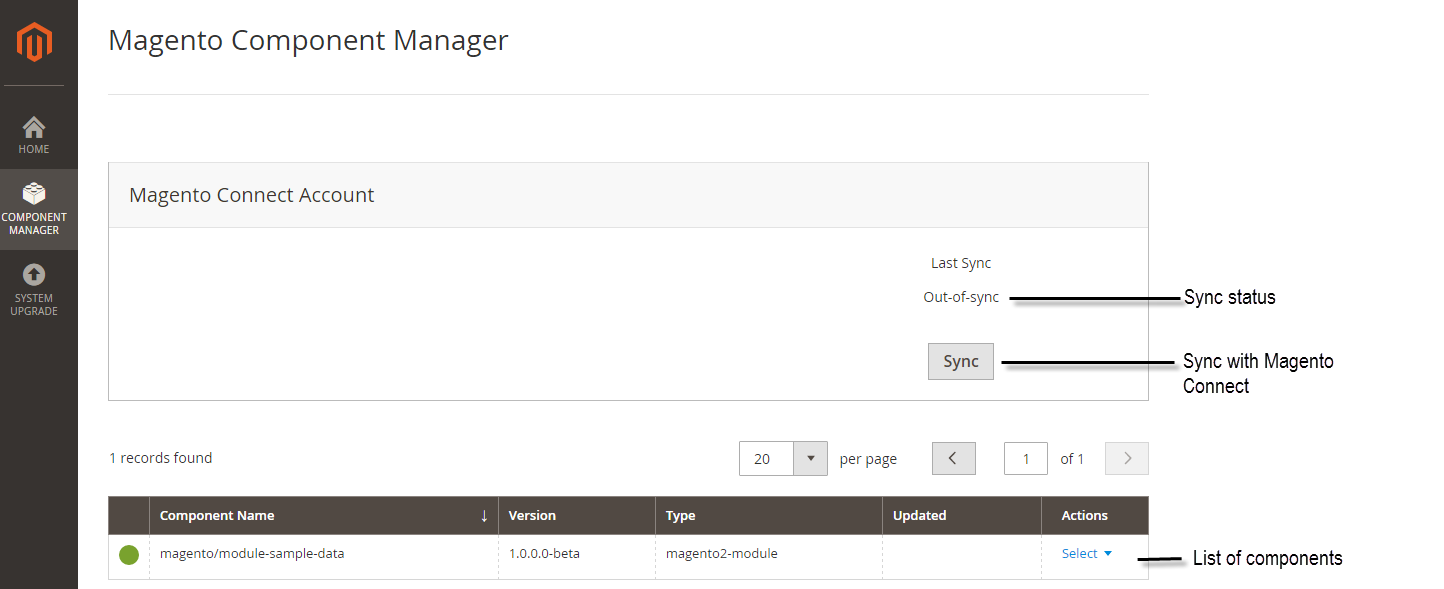 Magento Component Manager
HOME
COMPONENT
MANAGER
SYSTEM
UPGRADE
Magento Connect Account
Last Sync
Out-of-sync
Sync status
Sync
Sync with Magento
Connect
1 records found
20 per page 1 of 1
Component Name ↓ Version Type Updated Actions
magento/module-sample-data 1.0.0.0-beta magento2-module Select
List of components